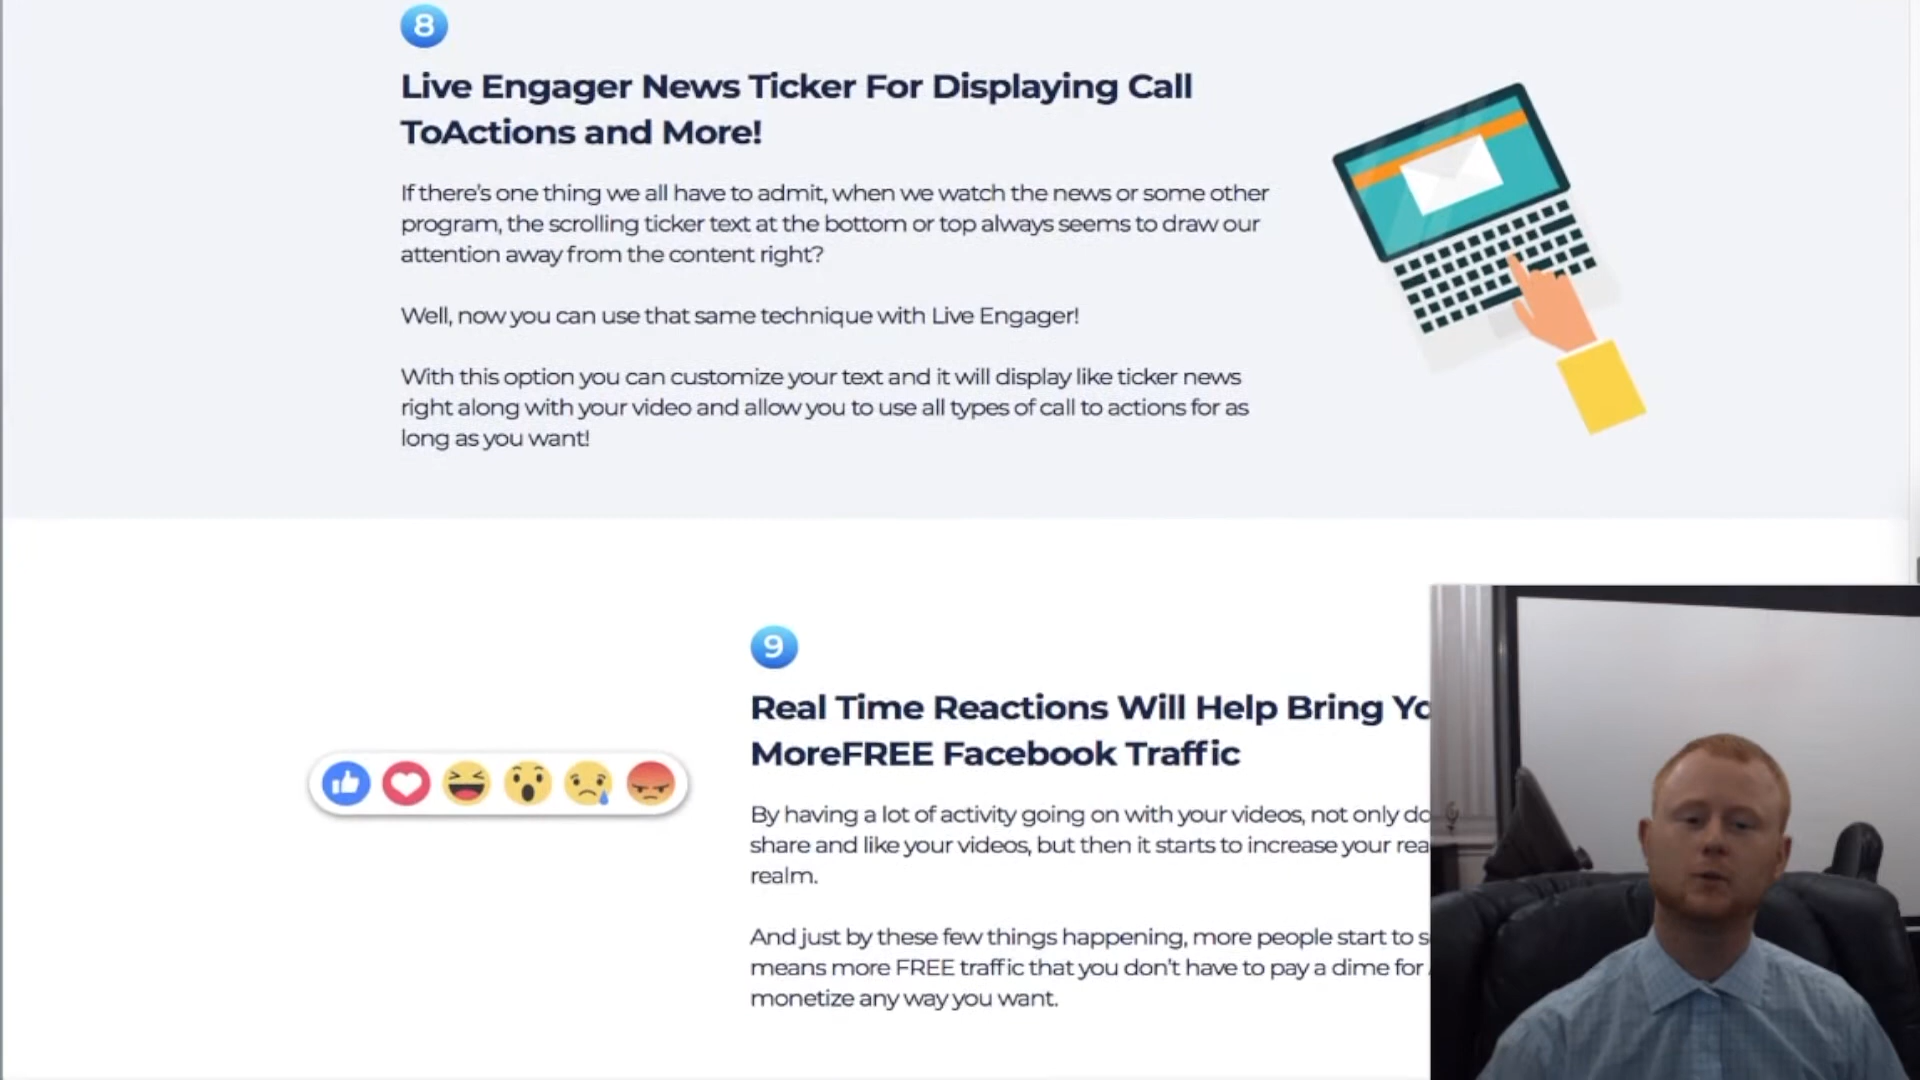 8
Live Engager News Ticker For Displaying Call
ToActions and More!
If there's one thing we all have to admit, when we watch the news or some other
program, the scrolling ticker text at the bottom or top always seems to draw our
attention away from the content right?
Well, now you can use that same technique with Live Engager!
With this option you can customize your text and it will display like ticker news
right along with your video and allow you to use all types of call to actions for as
long as you want!
9
Real Time Reactions Will Help Bring
MoreFREE Facebook Traffic
By having a lot of activity going on with your videos, not only
share and like your videos, but then it starts to increase your
realm.
And just by these few things happening, more people start to
means more FREE traffic that you don't have to pay a dime for
monetize any way you want.